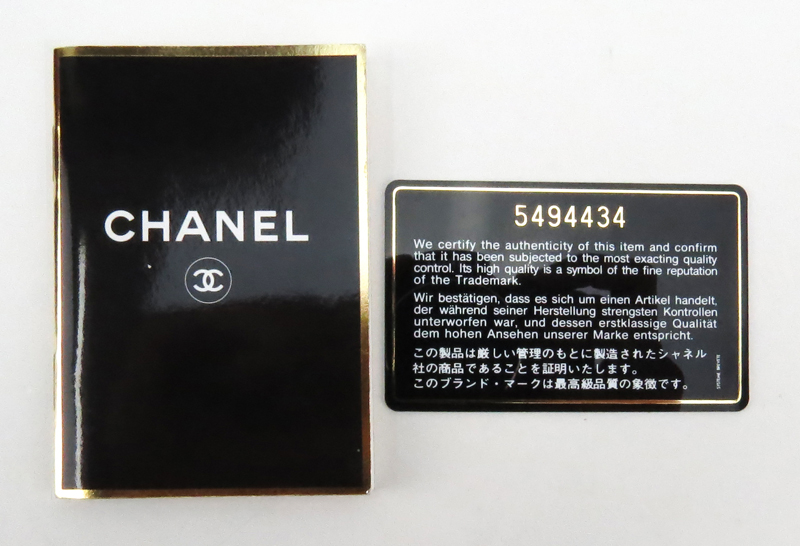 CHANEL
5494434
We certify the authenticity of this item and confirm
that it has been subjected to the most exacting quality
control. Its high quality is a symbol of the fine reputation
of the Trademark.
Wir bestätigen, dass es sich um einen Artikel handelt,
der während seiner Herstellung strengsten Kontrollen
unterworfen war, und dessen erstklassige Qualität
dem hohen Ansehen unserer Marke entspricht.
この製品は厳しい管理のもとに製造されたシャネル
社の商品であることを証明いたします。
このブランド・マークは最高級品質の象徴です。